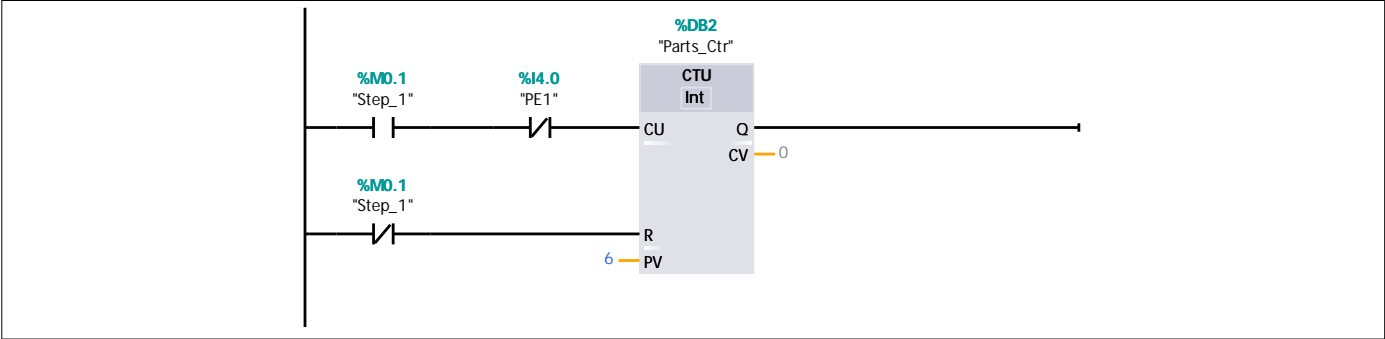 %DB2
"Parts_Ctr"
%M0.1
"Step_1"
%I4.0
"PE1"
CTU
Int
CU
Q
CV
0
%M0.1
"Step_1"
R
6
PV